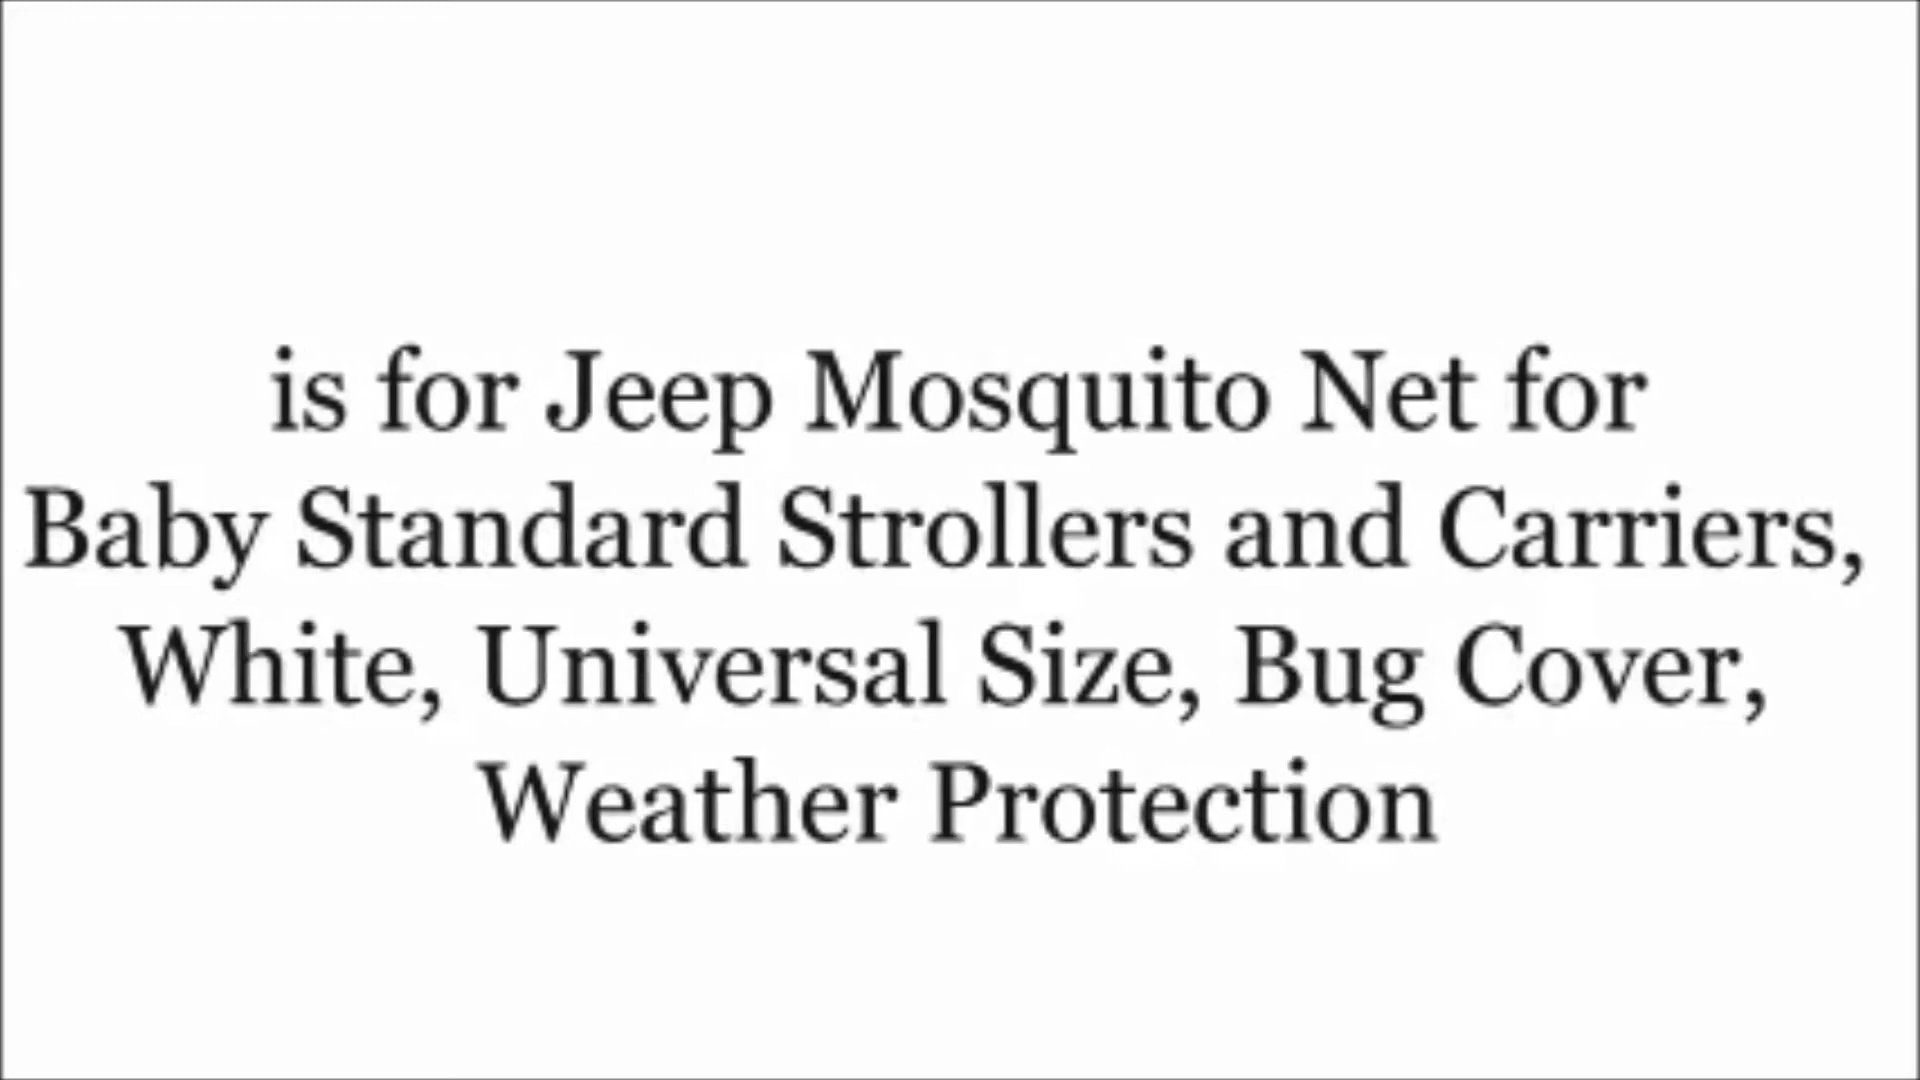 is for Jeep Mosquito Net for
Baby Standard Strollers and Carriers,
White, Universal Size, Bug Cover,
Weather Protection